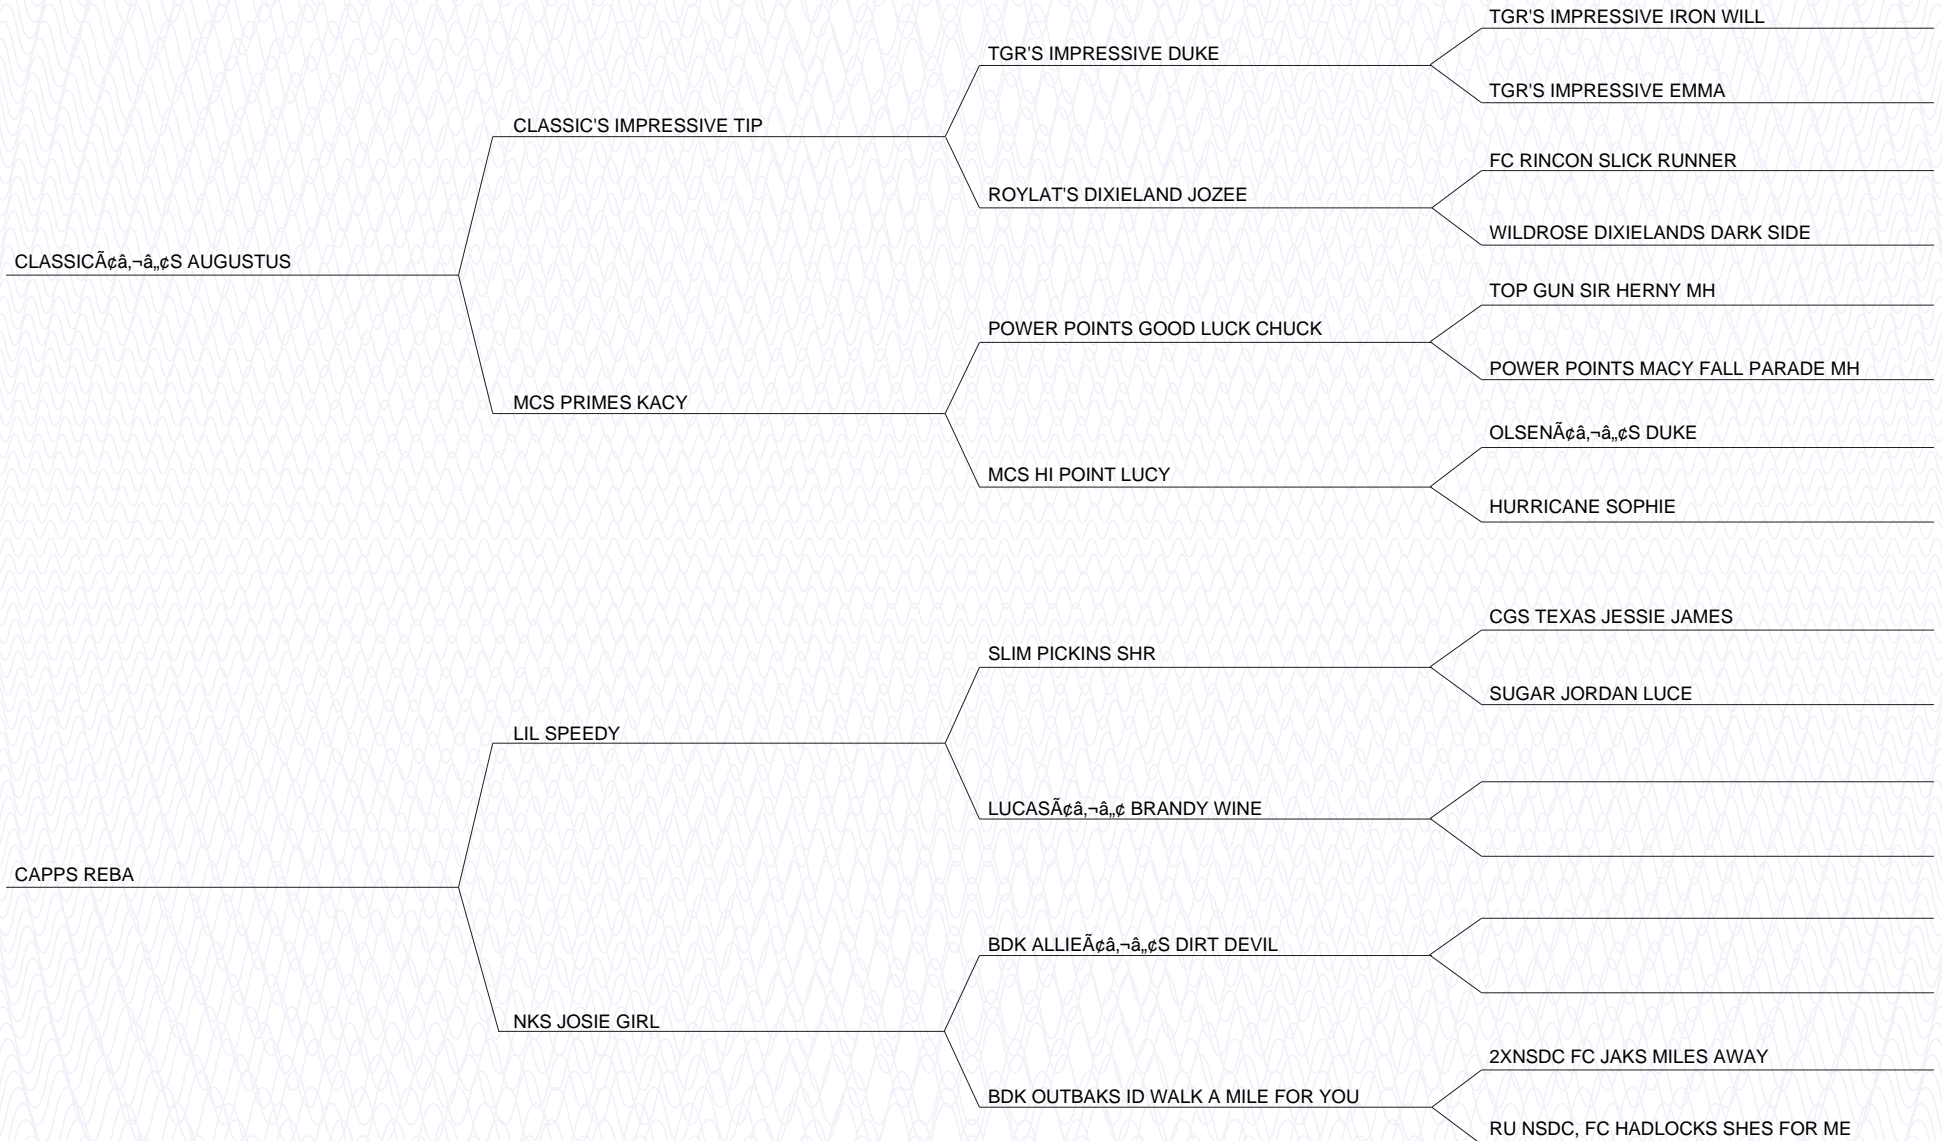 TGR'S IMPRESSIVE IRON WILL
TGR'S IMPRESSIVE DUKE
TGR'S IMPRESSIVE EMMA
CLASSIC'S IMPRESSIVE TIP
FC RINCON SLICK RUNNER
ROYLAT'S DIXIELAND JOZEE
WILDROSE DIXIELANDS DARK SIDE
CLASSICÃ¢â‚¬â„¢S AUGUSTUS
TOP GUN SIR HERNY MH
POWER POINTS GOOD LUCK CHUCK
POWER POINTS MACY FALL PARADE MH
MCS PRIMES KACY
OLSENÃ¢â‚¬â„¢S DUKE
MCS HI POINT LUCY
HURRICANE SOPHIE
CGS TEXAS JESSIE JAMES
SLIM PICKINS SHR
SUGAR JORDAN LUCE
LIL SPEEDY
LUCASÃ¢â‚¬â„¢ BRANDY WINE
CAPPS REBA
BDK ALLIEÃ¢â‚¬â„¢S DIRT DEVIL
NKS JOSIE GIRL
2XNSDC FC JAKS MILES AWAY
BDK OUTBAKS ID WALK A MILE FOR YOU
RU NSDC, FC HADLOCKS SHES FOR ME